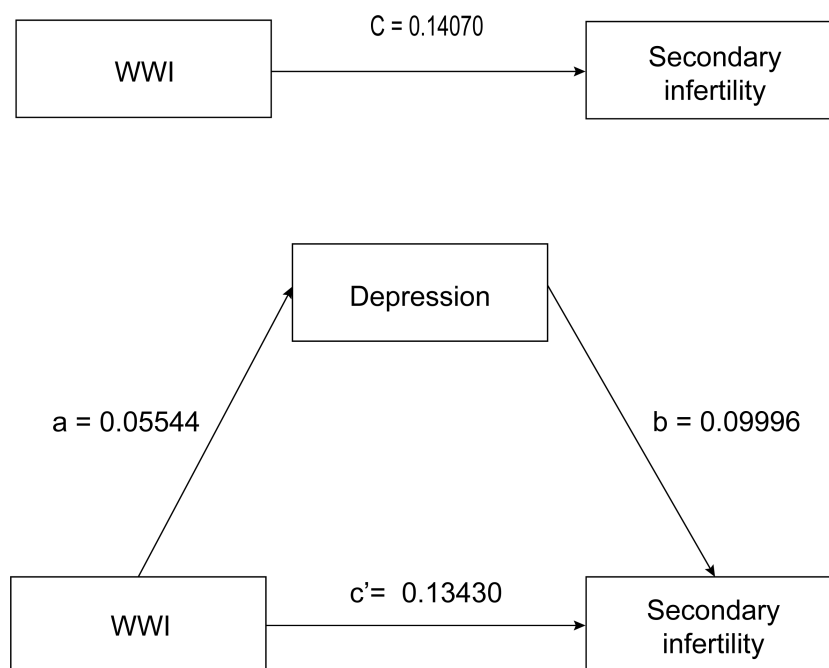 C = 0.14070
WWI
Secondary
infertility
Depression
a = 0.05544
b = 0.09996
c’=  0.13430
WWI
Secondary
infertility